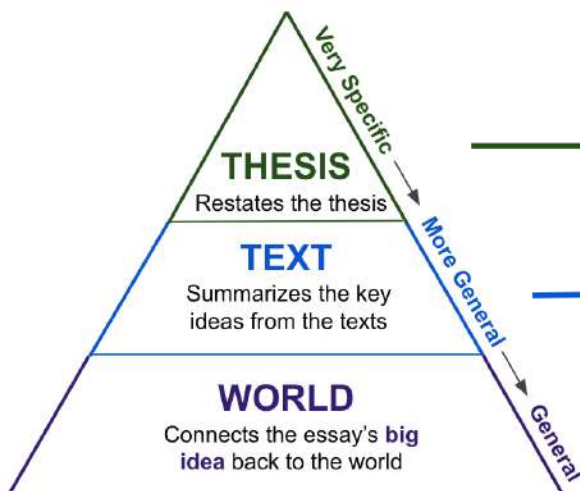 Very Specific
THESIS
Restates the thesis
More General
TEXT
Summarizes the key
ideas from the texts
General
WORLD
Connects the essay's big
idea back to the world